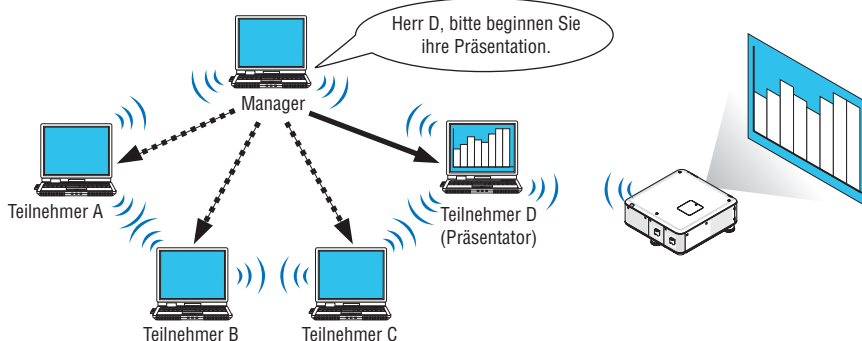 Herr D, bitte beginnen Sie
ihre Präsentation.
Manager
Teilnehmer A
Teilnehmer D
(Präsentator)
Teilnehmer B
Teilnehmer C